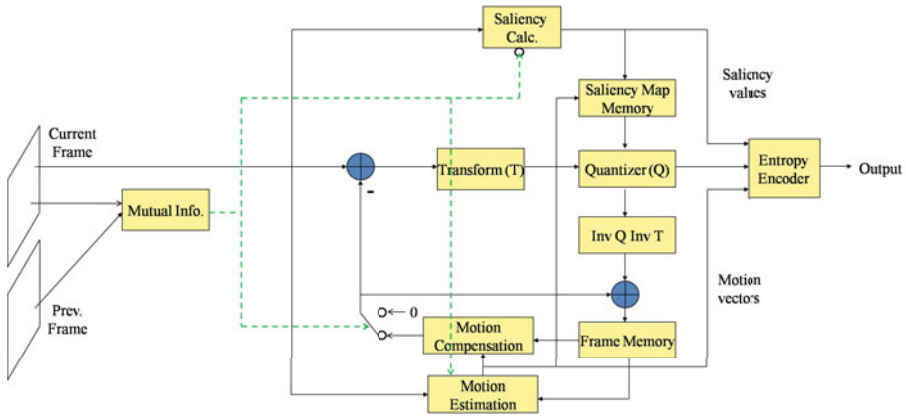 Saliency
Calc.
Saliency
values
Saliency Map
Memory
Current
Frame
Transform (T)
Quantizer (Q)
Entropy
Encoder
Output
Mutual Info.
-
Inv Q Inv T
Motion
vectors
Prev.
Frame
0
Motion
Compensation
Frame Memory
Motion
Estimation